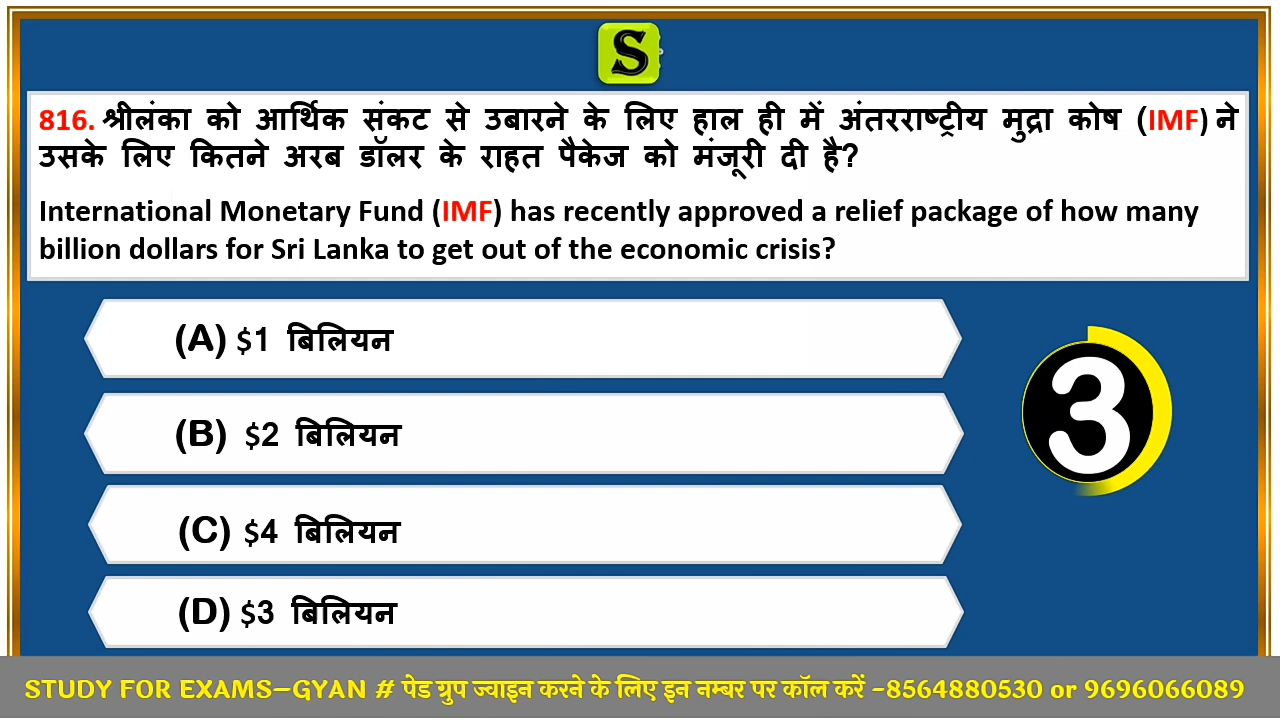 S
816. श्रीलंका को आर्थिक संकट से उबारने के लिए हाल ही में अंतरराष्ट्रीय मुद्रा कोष (IMF) ने
उसके लिए कितने अरब डॉलर के राहत पैकेज को मंजूरी दी है?
International Monetary Fund (IMF) has recently approved a relief package of how many
billion dollars for Sri Lanka to get out of the economic crisis?
(A) $1 बिलियन
(B) $2 बिलियन
3
(C) $4 बिलियन
(D) $3 बिलियन
STUDY FOR EXAMS-GYAN # पेड ग्रुप ज्वाइन करने के लिए इन नम्बर पर कॉल करें -8564880530 or 9696066089